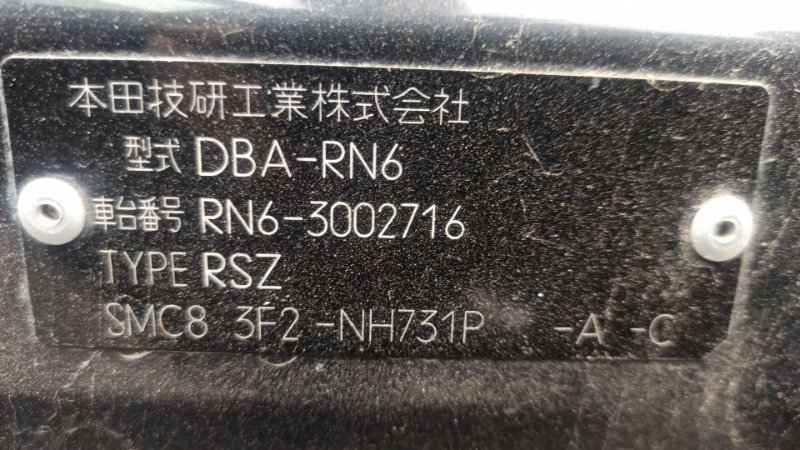 本田技研工業株式会社
型式 DBA-RN6
車台番号 RN6-3002716
TYPE RSZ
SMC8 3F2 -NH731P -A -C